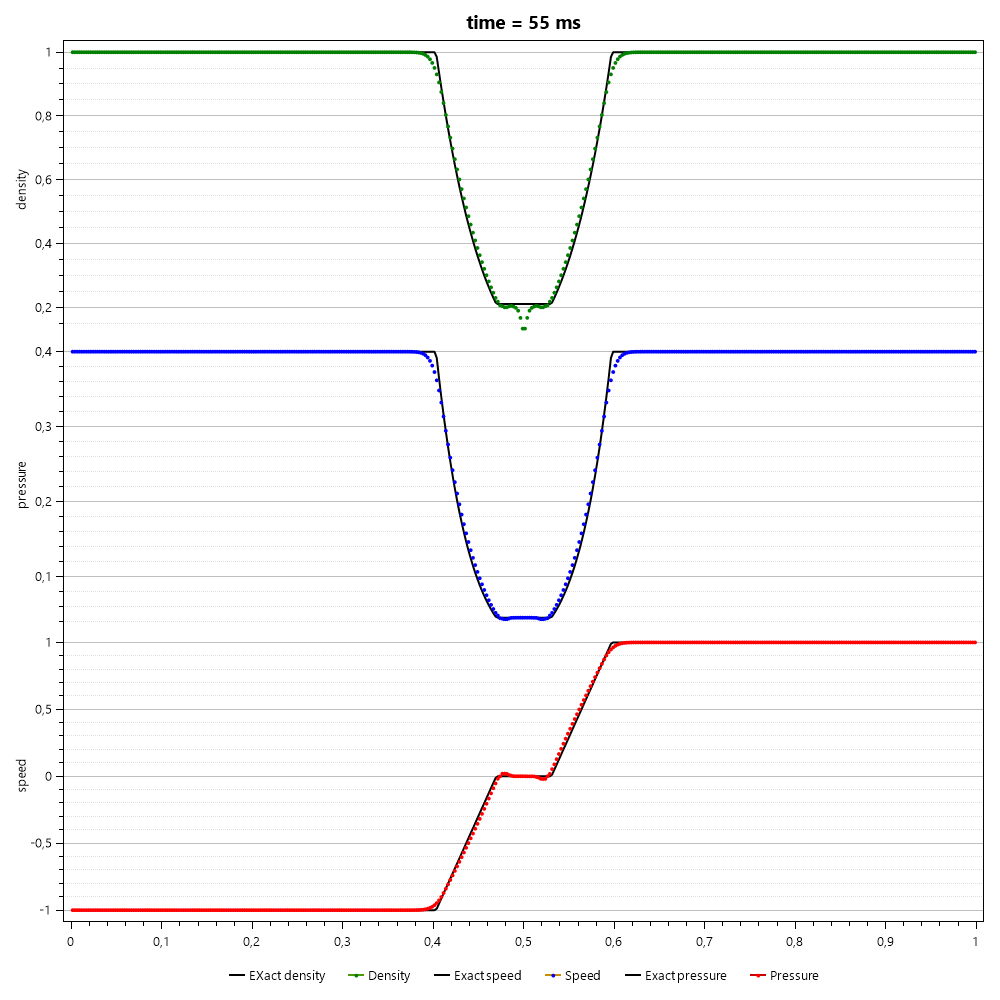 time = 55 ms
1
0,8
0,6
0,4
0,2
density
0,4
0,3
0,2
0,1
pressure
1
0,5
0
-0,5
-1
speed
0 0,1 0,2 0,3 0,4 0,5 0,6 0,7 0,8 0,9 1
EXact density Density Exact speed Speed Exact pressure Pressure